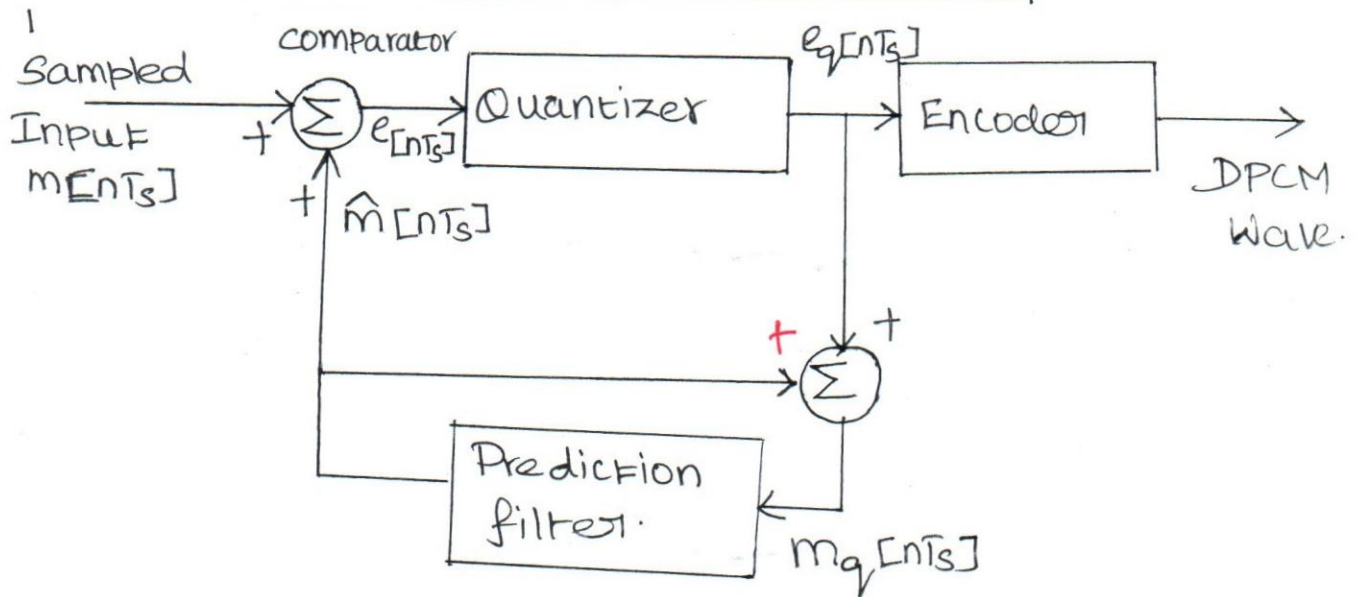 1
comparator
Sampled
Input
m[nTs]
+
Σ
+
e[nTs]
m̂[nTs]
Quantizer
eq[nTs]
Encoder
DPCM
Wave.
+
+
Σ
Prediction
filter.
mq[nTs]